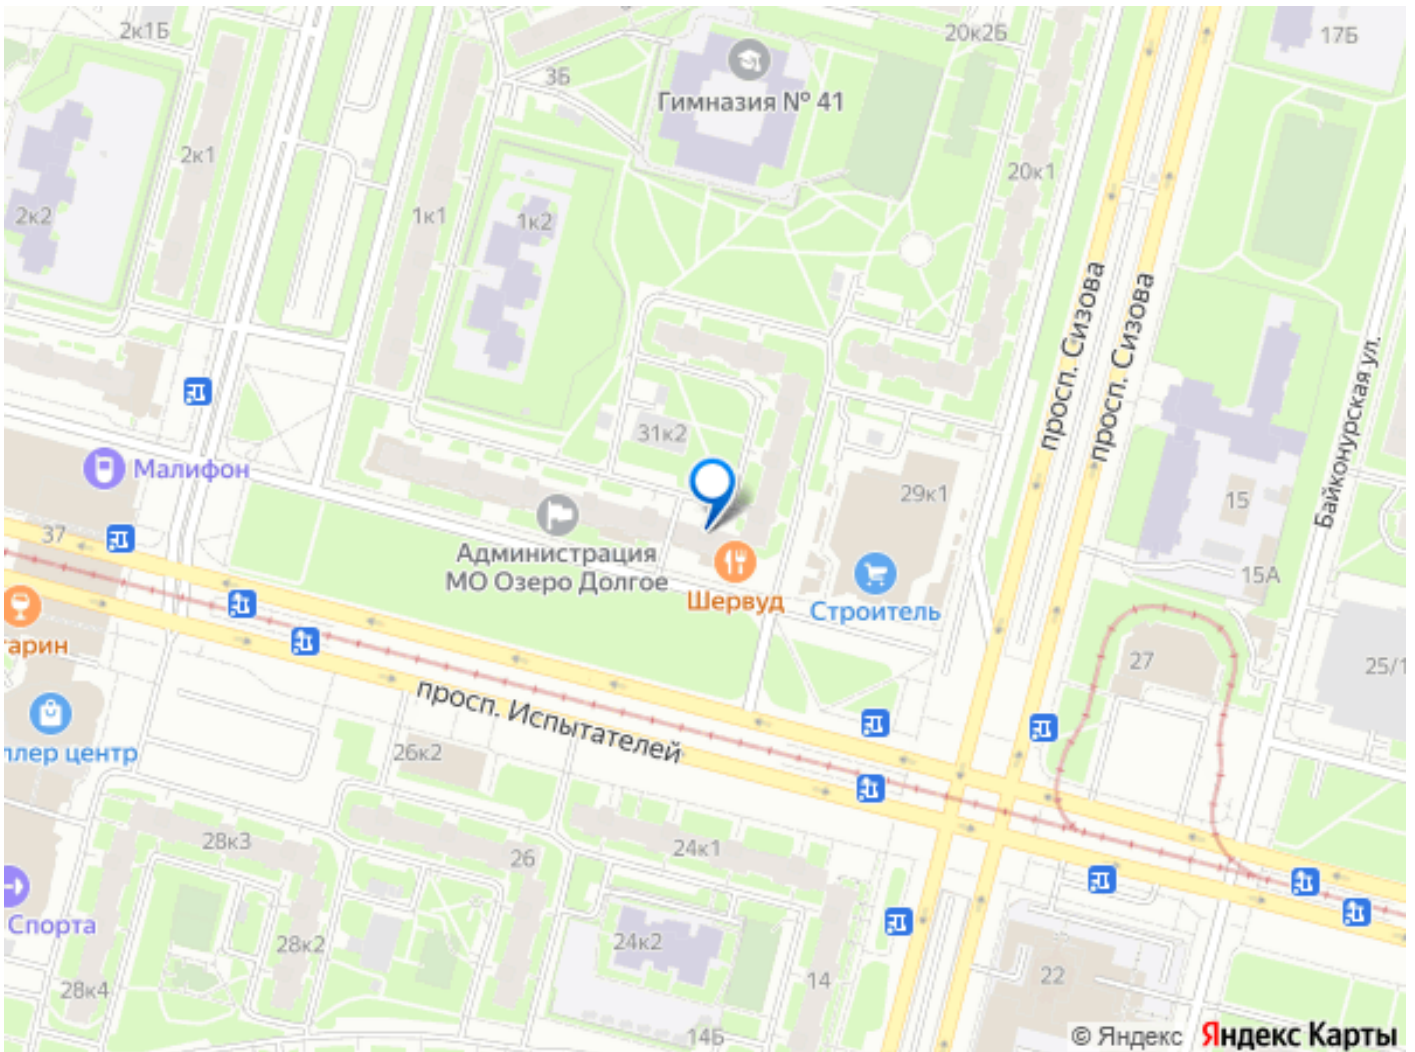 2к1Б
20к2Б
17Б
3Б
Гимназия № 41
2к1
20к1
2к2
1к1
1к2
просп. Сизова
просп. Сизова
Байконурская ул.
31к2
Малифон
29к1
15
37
Администрация
МО Озеро Долгое
15А
Шервуд
Строитель
гарин
27
25/1
просп. Испытателей
ллер центр
26к2
28к3
26
24к1
Спорта
28к2
24к2
28к4
14
22
14Б
© Яндекс Яндекс Карты